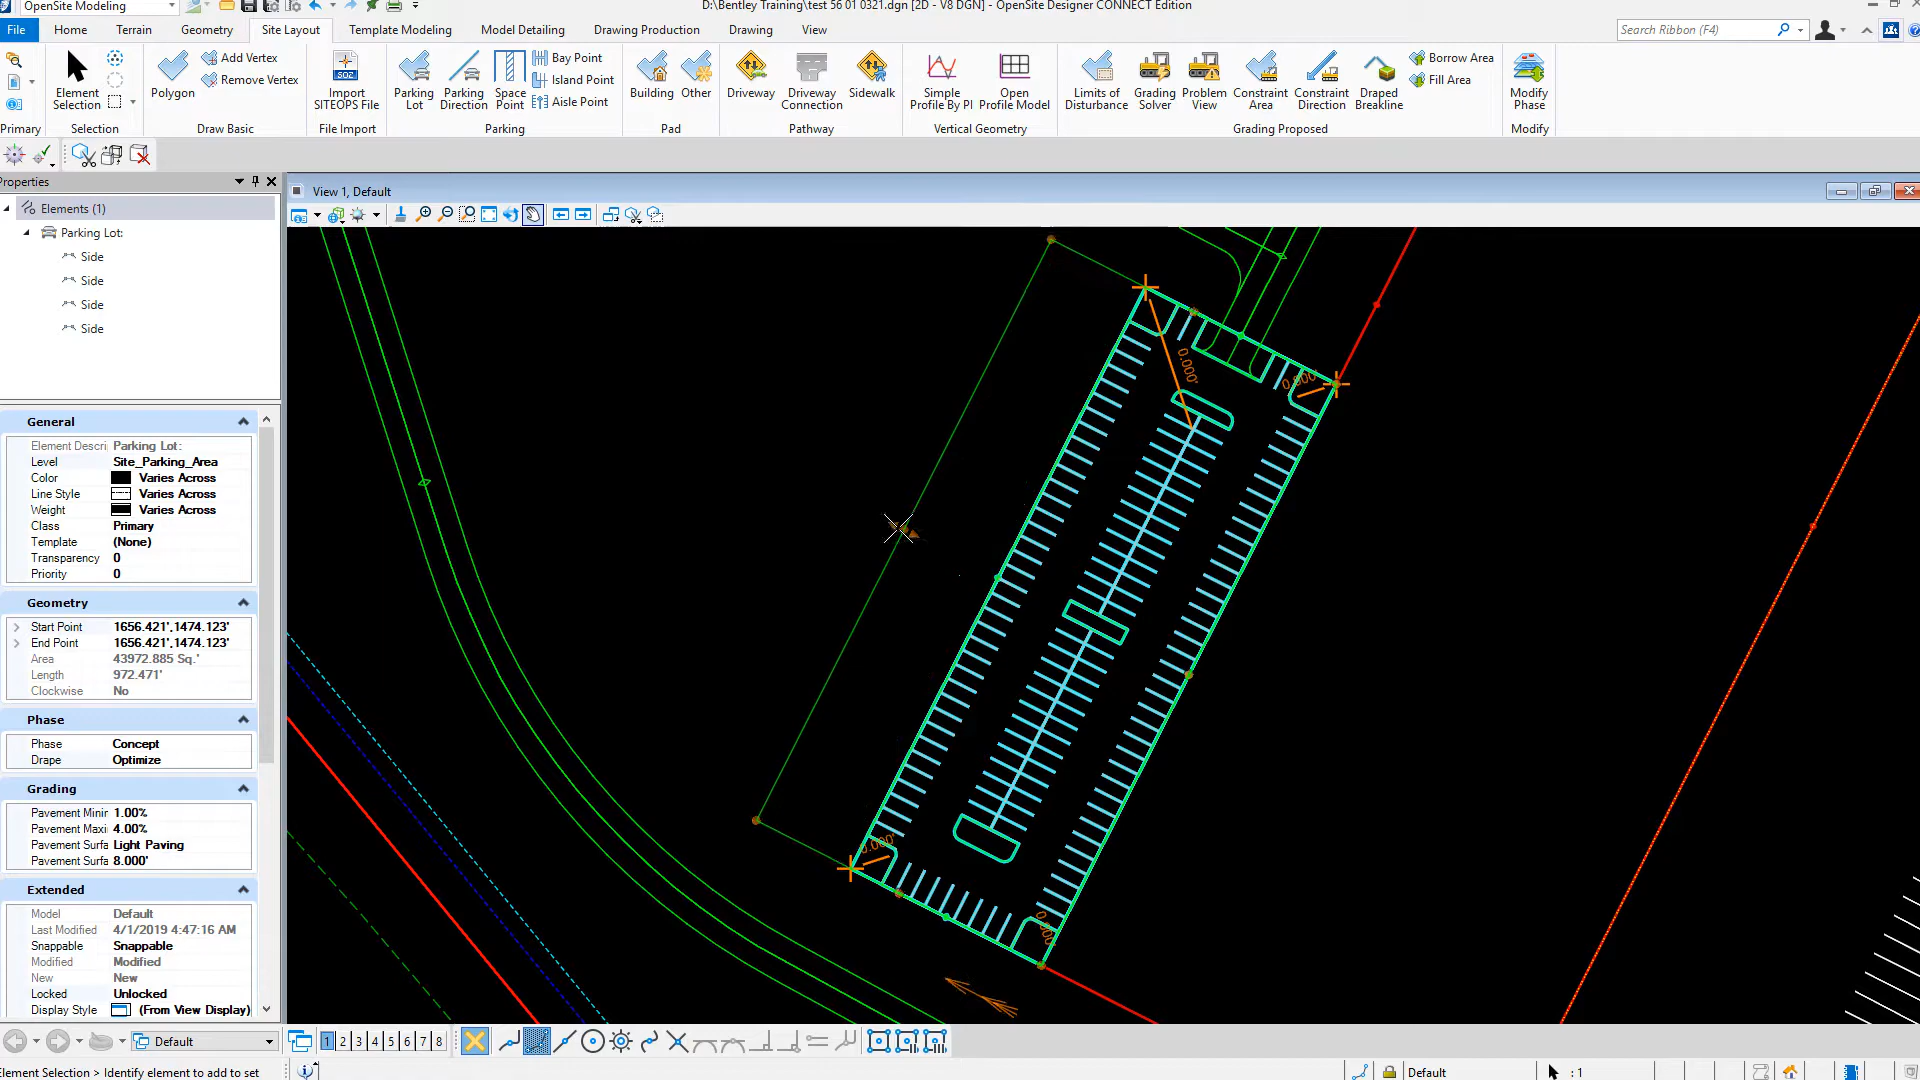 OpenSite Modeling
D:\Bentley Training\test 56 01 0321.dgn [2D - V8 DGN] - OpenSite Designer CONNECT Edition
File Home Terrain Geometry Site Layout Template Modeling Model Detailing Drawing Production Drawing View
Search Ribbon (F4)
Element Selection
Polygon
Add Vertex
Remove Vertex
Import SITEOPS File
Parking Lot
Parking Direction
Space Point
Bay Point
Island Point
Aisle Point
Building
Other
Driveway
Driveway Connection
Sidewalk
Simple Profile By PI
Open Profile Model
Limits of Disturbance
Grading Solver
Problem View
Constraint Area
Constraint Direction
Draped Breakline
Borrow Area
Fill Area
Modify Phase
Primary Selection Draw Basic File Import Parking Pad Pathway Vertical Geometry Grading Proposed Modify
Properties
Elements (1)
Parking Lot:
Side
Side
Side
Side
View 1, Default
General
Element Descri Parking Lot:
Level Site_Parking_Area
Color Varies Across
Line Style Varies Across
Weight Varies Across
Class Primary
Template (None)
Transparency 0
Priority 0
Geometry
Start Point 1656.421',1474.123'
End Point 1656.421',1474.123'
Area 43972.885 Sq.'
Length 972.471'
Clockwise No
Phase
Phase Concept
Drape Optimize
Grading
Pavement Minir 1.00%
Pavement Maxi 4.00%
Pavement Surfa Light Paving
Pavement Surfa 8.000'
Extended
Model Default
Last Modified 4/1/2019 4:47:16 AM
Snappable Snappable
Modified Modified
New New
Locked Unlocked
Display Style (From View Display)
0.000'
0.000'
0.000'
0.000'
Default
1 2 3 4 5 6 7 8
Element Selection > Identify element to add to set
Default
: 1